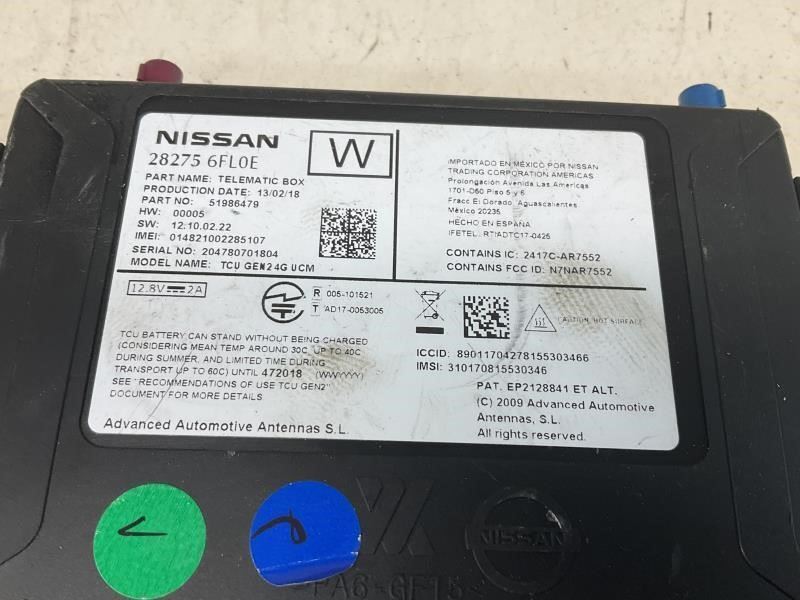 NISSAN
28275 6FL0E
W
PART NAME: TELEMATIC BOX
PRODUCTION DATE: 13/02/18
PART NO: 51986479
HW: 00005
SW: 12.10.02.22
IMEI: 014821002285107
SERIAL NO: 204780701804
MODEL NAME: TCU GEN2 4G UCM
12.8V 2A
R 005-101521
T AD17-0053005
TCU BATTERY CAN STAND WITHOUT BEING CHARGED
(CONSIDERING MEAN TEMP AROUND 30C, UP TO 40C
DURING SUMMER, AND LIMITED TIME DURING
TRANSPORT UP TO 60C) UNTIL 472018 (WWYYYY)
SEE "RECOMMENDATIONS OF USE TCU GEN2"
DOCUMENT FOR MORE DETAILS
Advanced Automotive Antennas S.L.
IMPORTADO EN MÉXICO POR NISSAN
TRADING CORPORATION AMERICAS
Prolongación Avenida Las Americas
1701-D60 Piso 5 y 6
Fracc El Dorado, Aguascalientes
México 20235
HECHO EN ESPAÑA
IFETEL: RTIADTC17-0425
CONTAINS IC: 2417C-AR7552
CONTAINS FCC ID: N7NAR7552
CAUTION, HOT SURFACE
ICCID: 89011704278155303466
IMSI: 310170815530346
PAT. EP2128841 ET ALT.
(C) 2009 Advanced Automotive
Antennas, S.L.
All rights reserved.
NISSAN